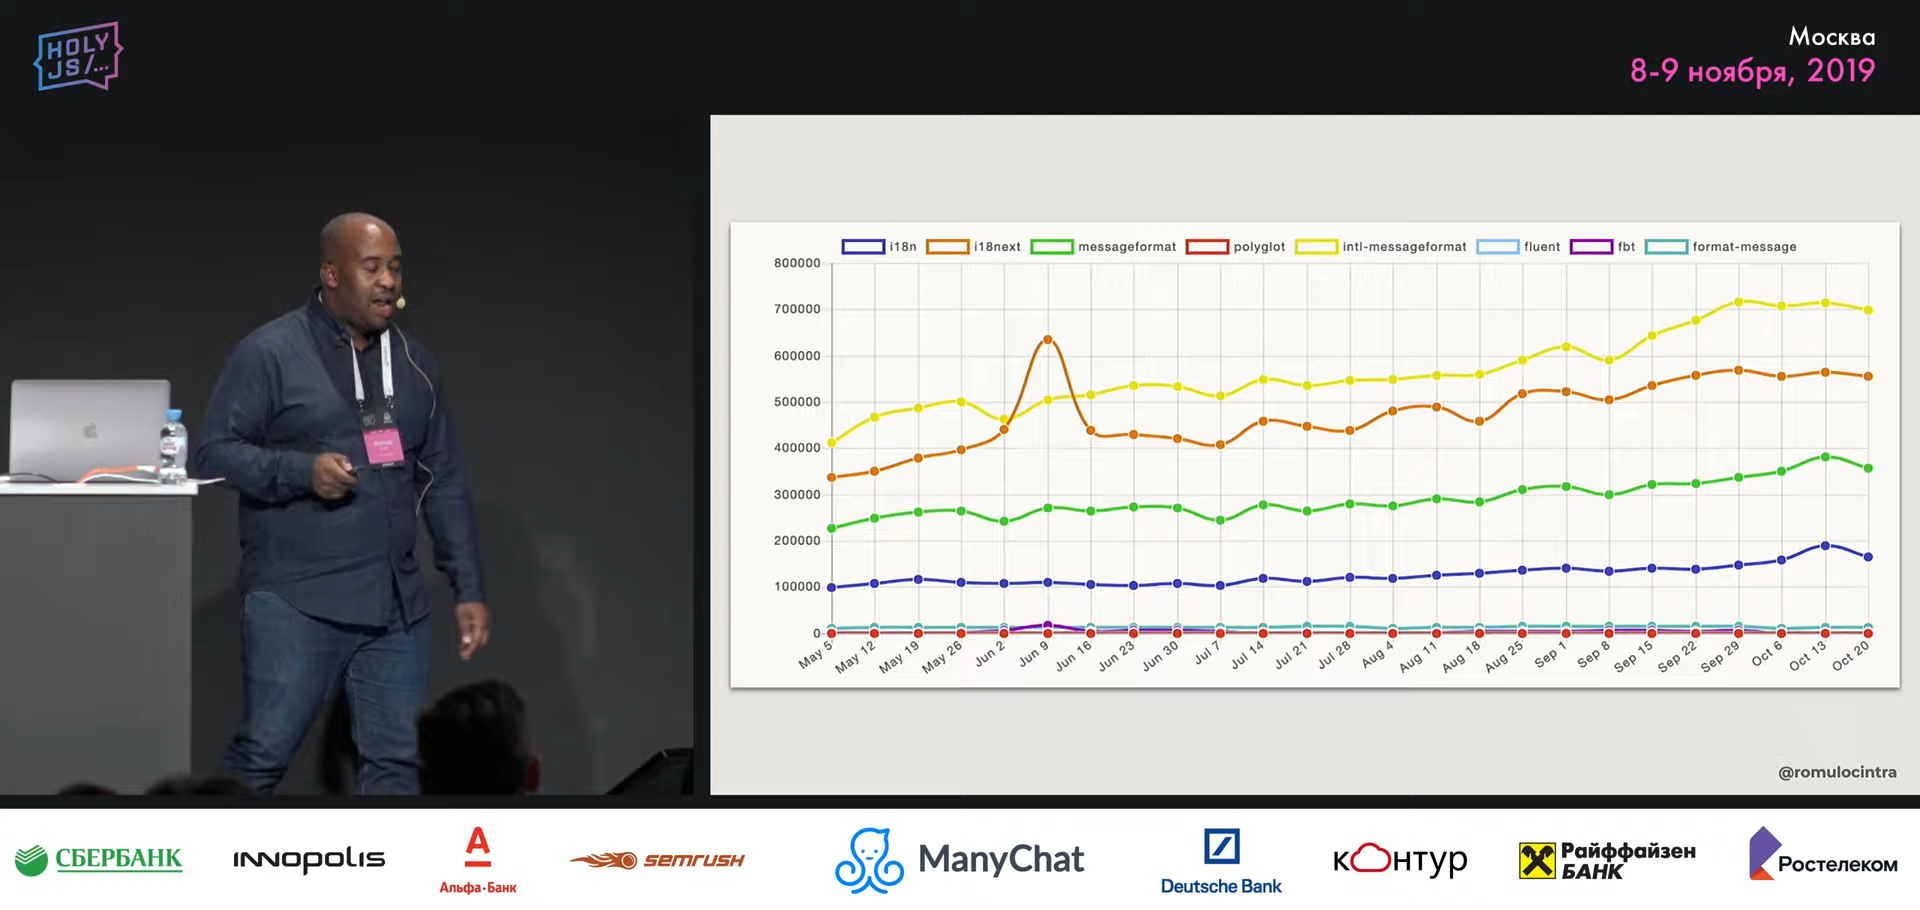 HOLY
JS/...
Москва
8-9 ноября, 2019
i18n i18next messageformat polyglot intl-messageformat fluent fbt format-message
800000
700000
600000
500000
400000
300000
200000
100000
0
May 5 May 12 May 19 May 26 Jun 2 Jun 9 Jun 16 Jun 23 Jun 30 Jul 7 Jul 14 Jul 21 Jul 28 Aug 4 Aug 11 Aug 18 Aug 25 Sep 1 Sep 8 Sep 15 Sep 22 Sep 29 Oct 6 Oct 13 Oct 20
@romulocintra
СБЕРБАНК
INNOPOLIS
Альфа·Банк
SEMRUSH
ManyChat
Deutsche Bank
КОНТУР
Райффайзен
БАНК
Ростелеком